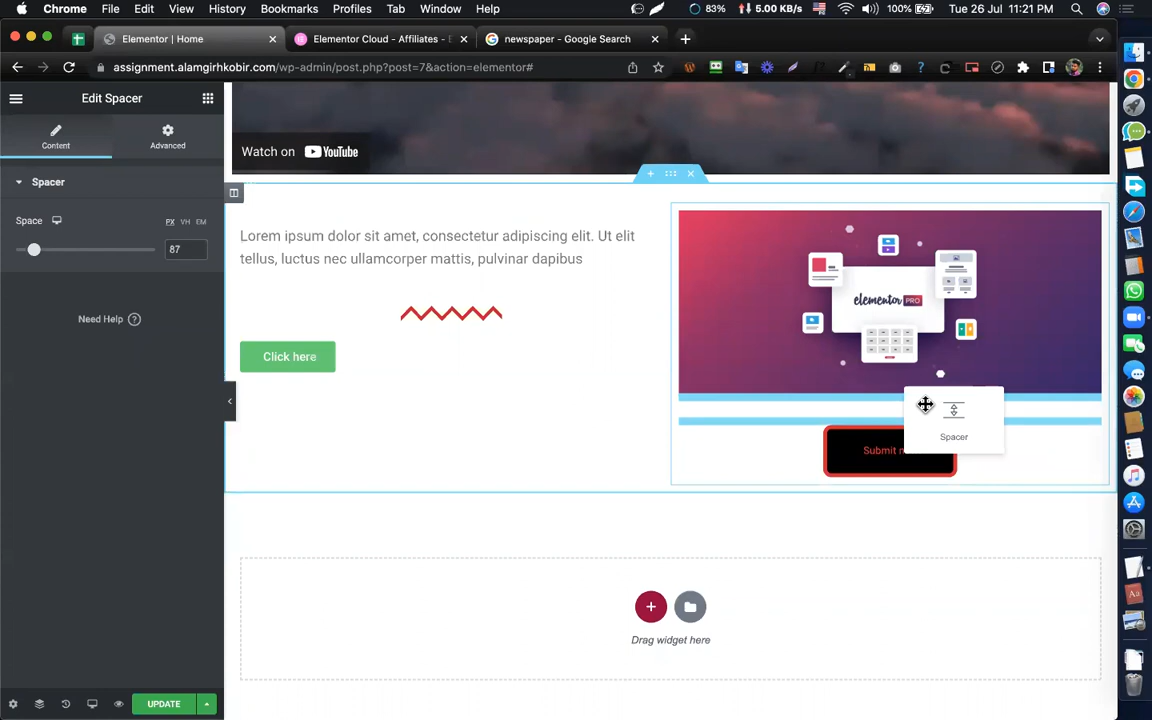 Chrome File Edit View History Bookmarks Profiles Tab Window Help 83% 5.00 KB/s 100% Tue 26 Jul 11:21 PM
Elementor | Home Elementor Cloud - Affiliates - newspaper - Google Search
assignment.alamgirhkobir.com/wp-admin/post.php?post=7&action=elementor#
Edit Spacer
Content Advanced
Spacer
Space PX VH EM
87
Need Help ?
UPDATE
Watch on YouTube
Lorem ipsum dolor sit amet, consectetur adipiscing elit. Ut elit
tellus, luctus nec ullamcorper mattis, pulvinar dapibus
Click here
elementor PRO
Spacer
Submit
Drag widget here